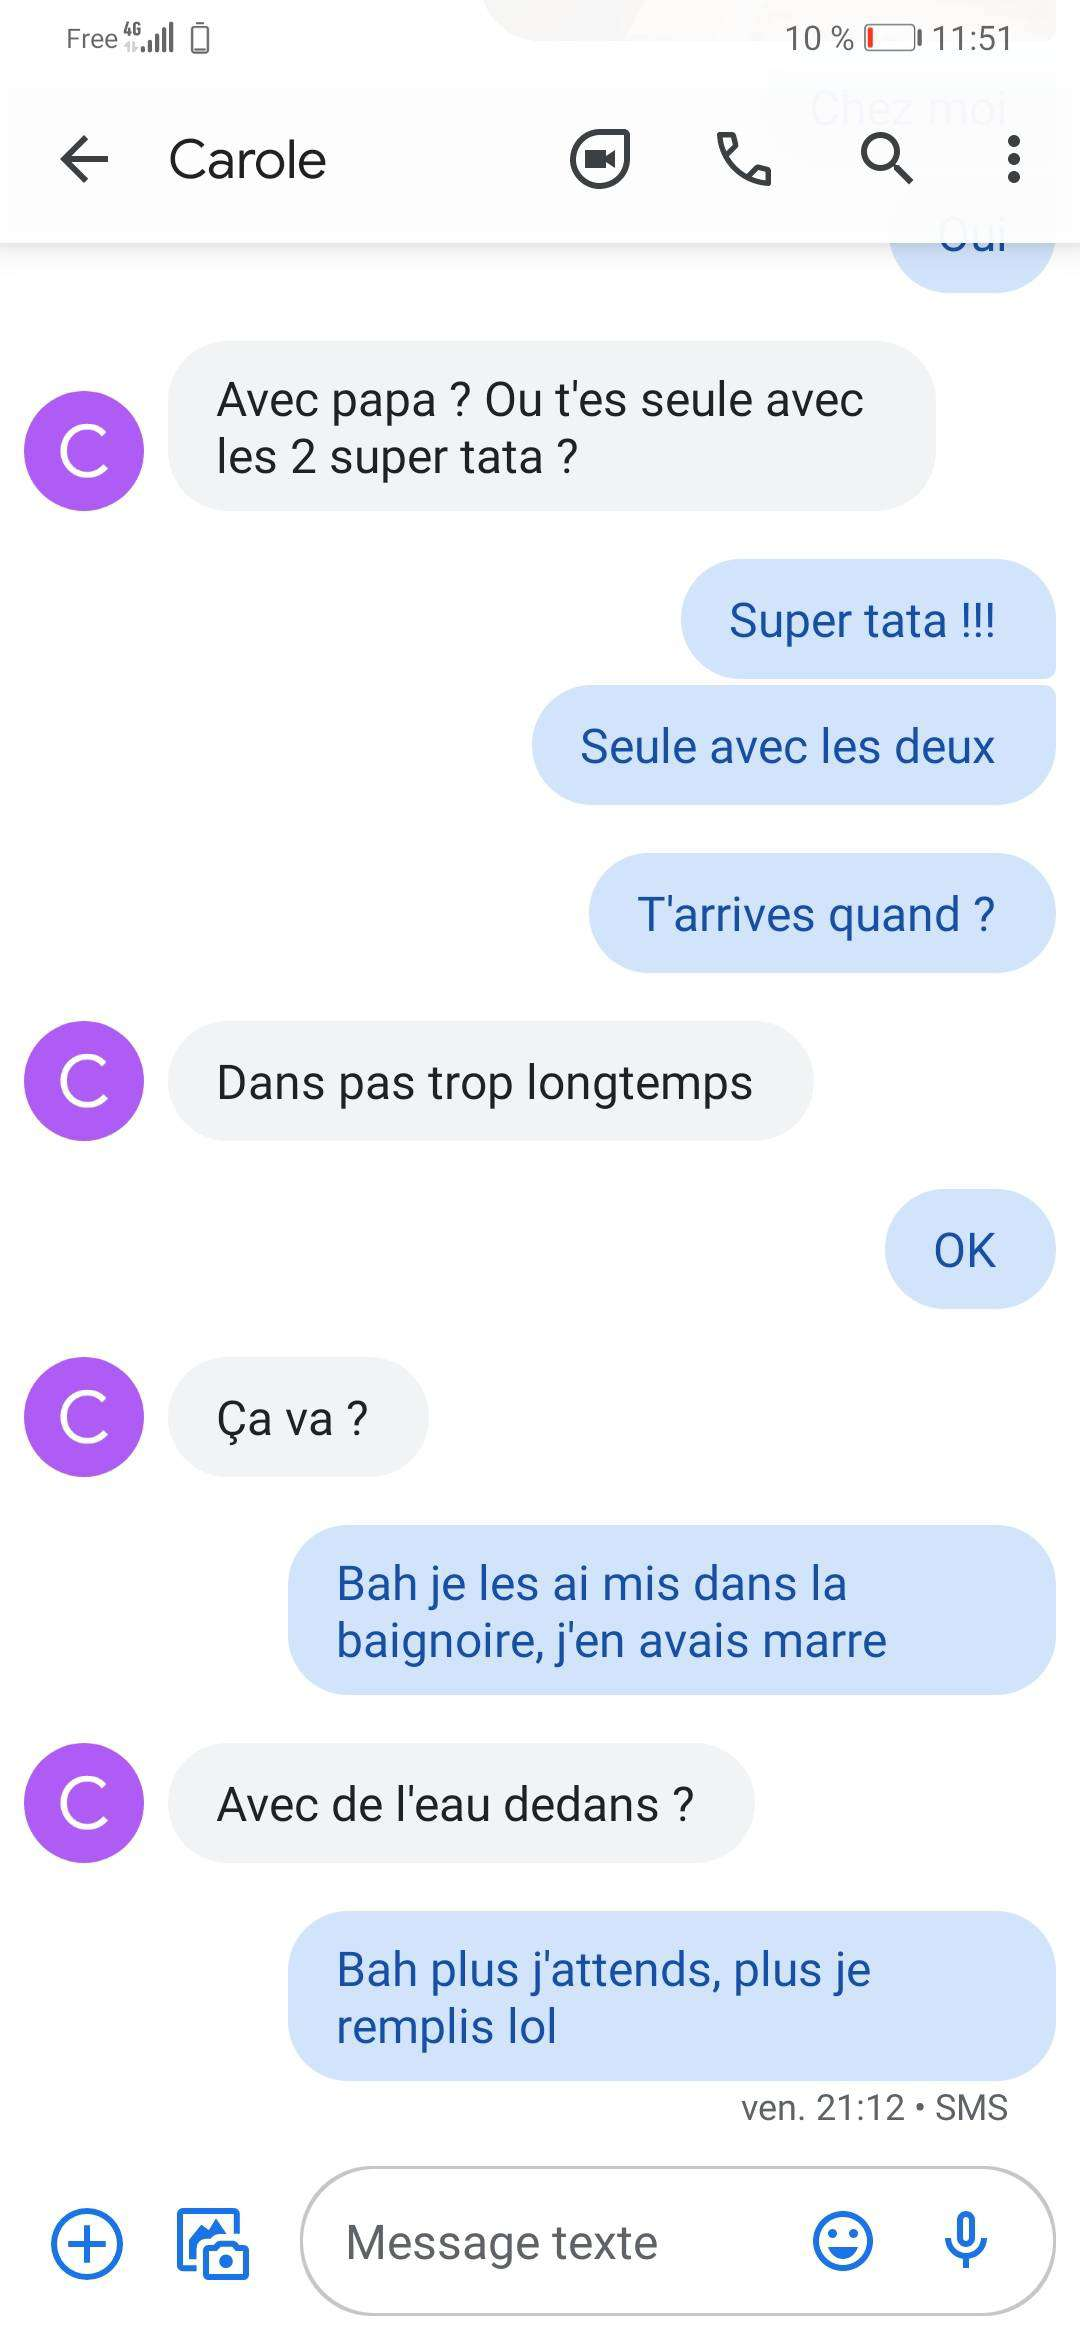 Free 4G 10 % 11:51
Chez moi
Carole
Oui
C
Avec papa ? Ou t'es seule avec
les 2 super tata ?
Super tata !!!
Seule avec les deux
T'arrives quand ?
C
Dans pas trop longtemps
OK
C
Ça va ?
Bah je les ai mis dans la
baignoire, j'en avais marre
C
Avec de l'eau dedans ?
Bah plus j'attends, plus je
remplis lol
ven. 21:12 • SMS
Message texte